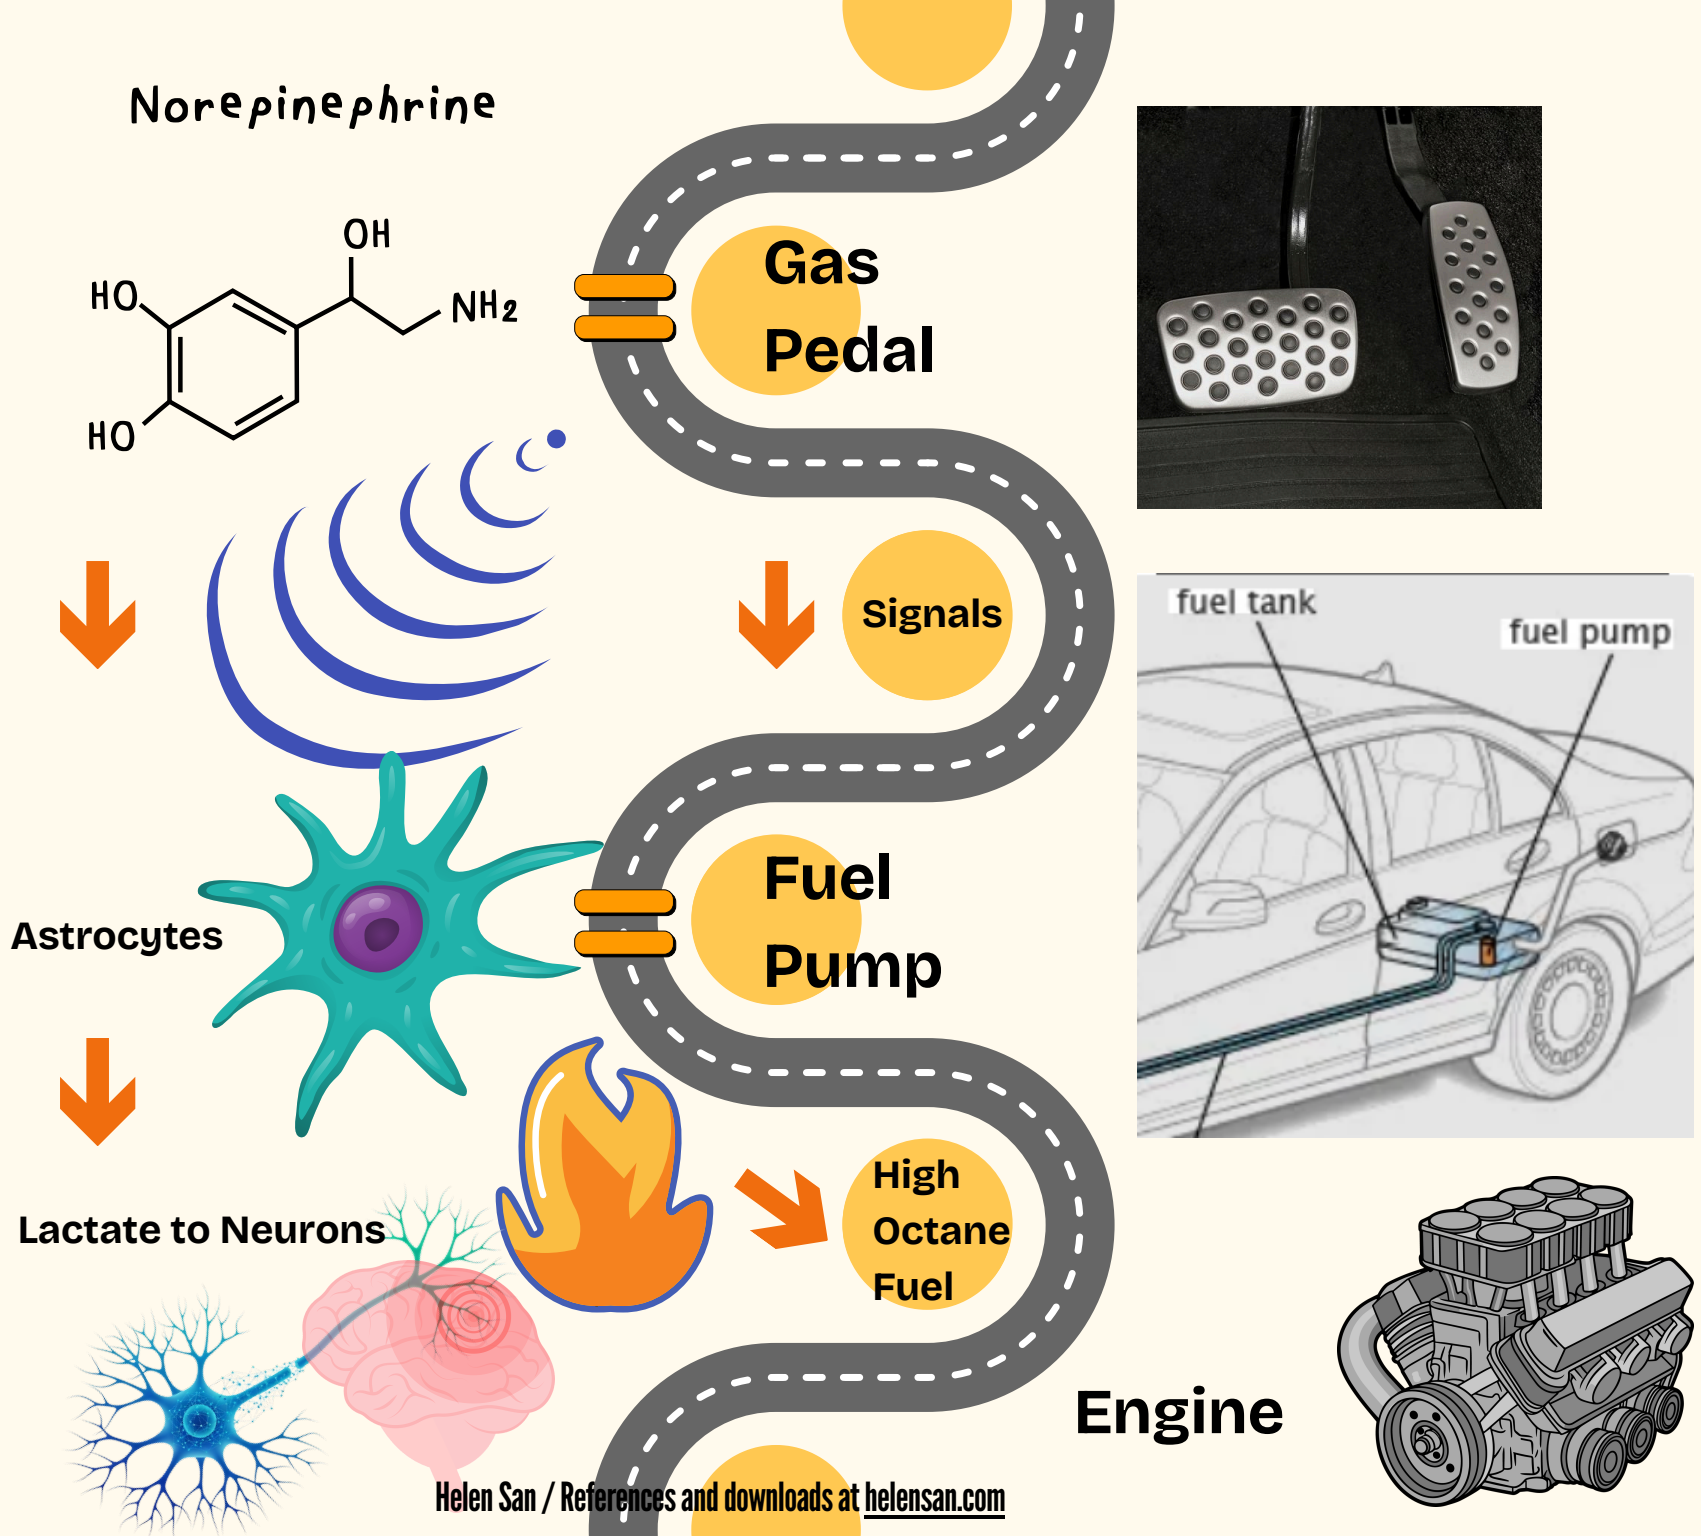 Norepinephrine
OH
HO
NH2
HO
Gas
Pedal
Signals
fuel tank
fuel pump
Astrocytes
Fuel
Pump
Lactate to Neurons
High
Octane
Fuel
Engine
Helen San / References and downloads at helensan.com